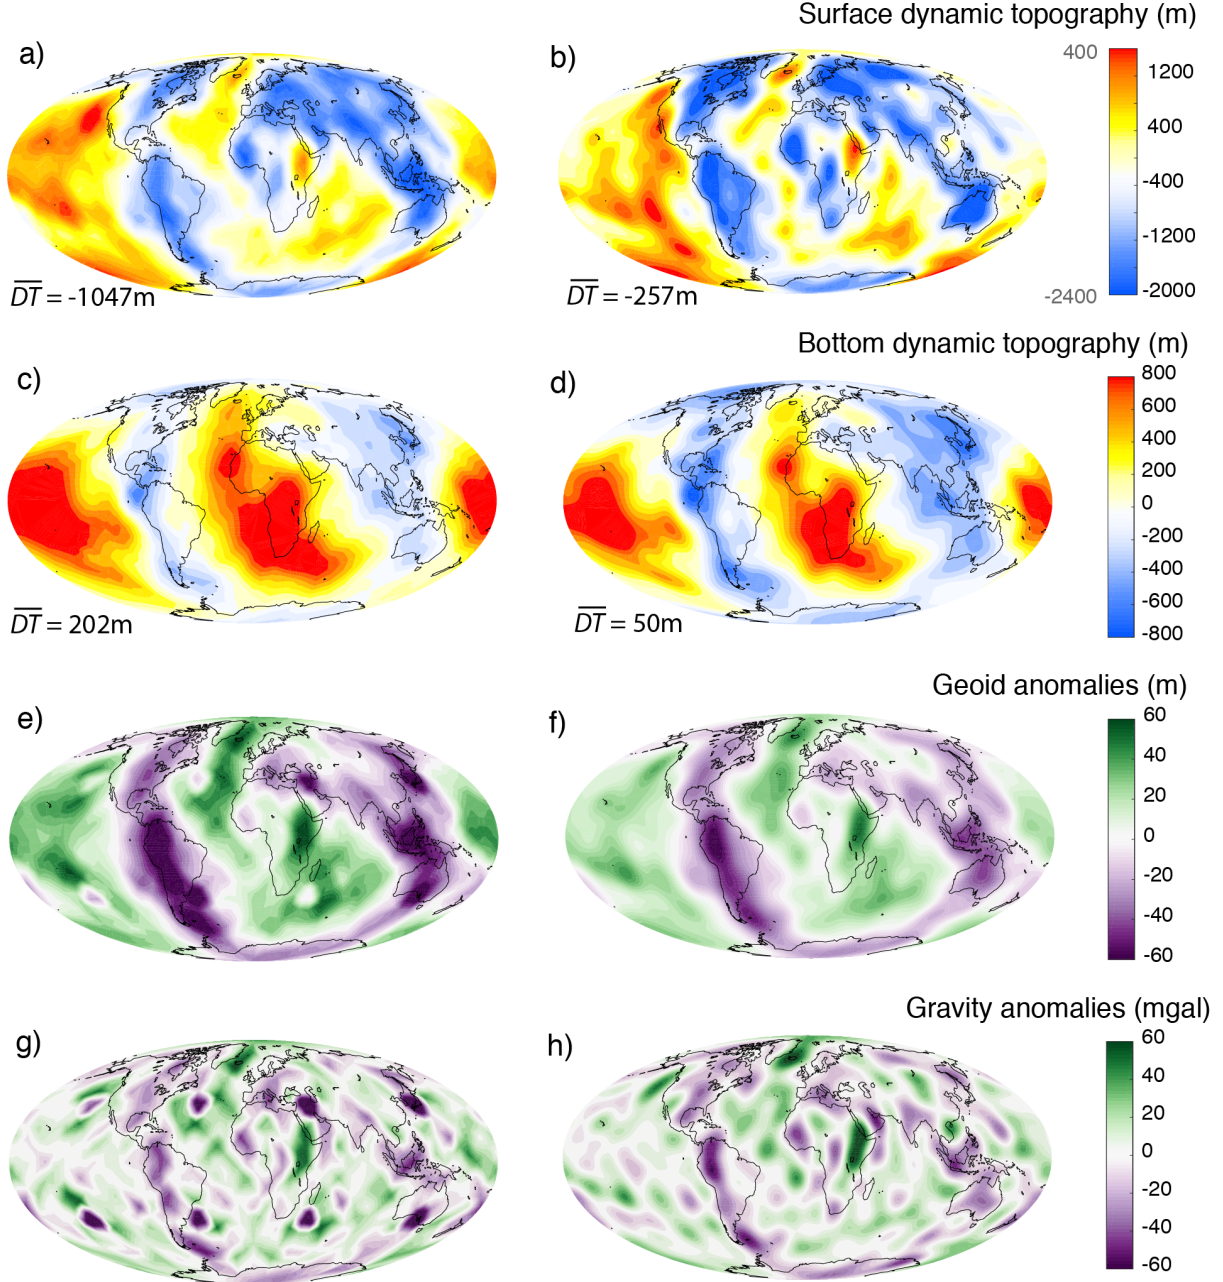 Surface dynamic topography (m)
a)
b)
400
1200
400
-400
-1200
-2400
-2000
DT = -1047m
DT = -257m
Bottom dynamic topography (m)
c)
d)
800
600
400
200
0
-200
-400
-600
-800
DT = 202m
DT = 50m
Geoid anomalies (m)
e)
f)
60
40
20
0
-20
-40
-60
Gravity anomalies (mgal)
g)
h)
60
40
20
0
-20
-40
-60